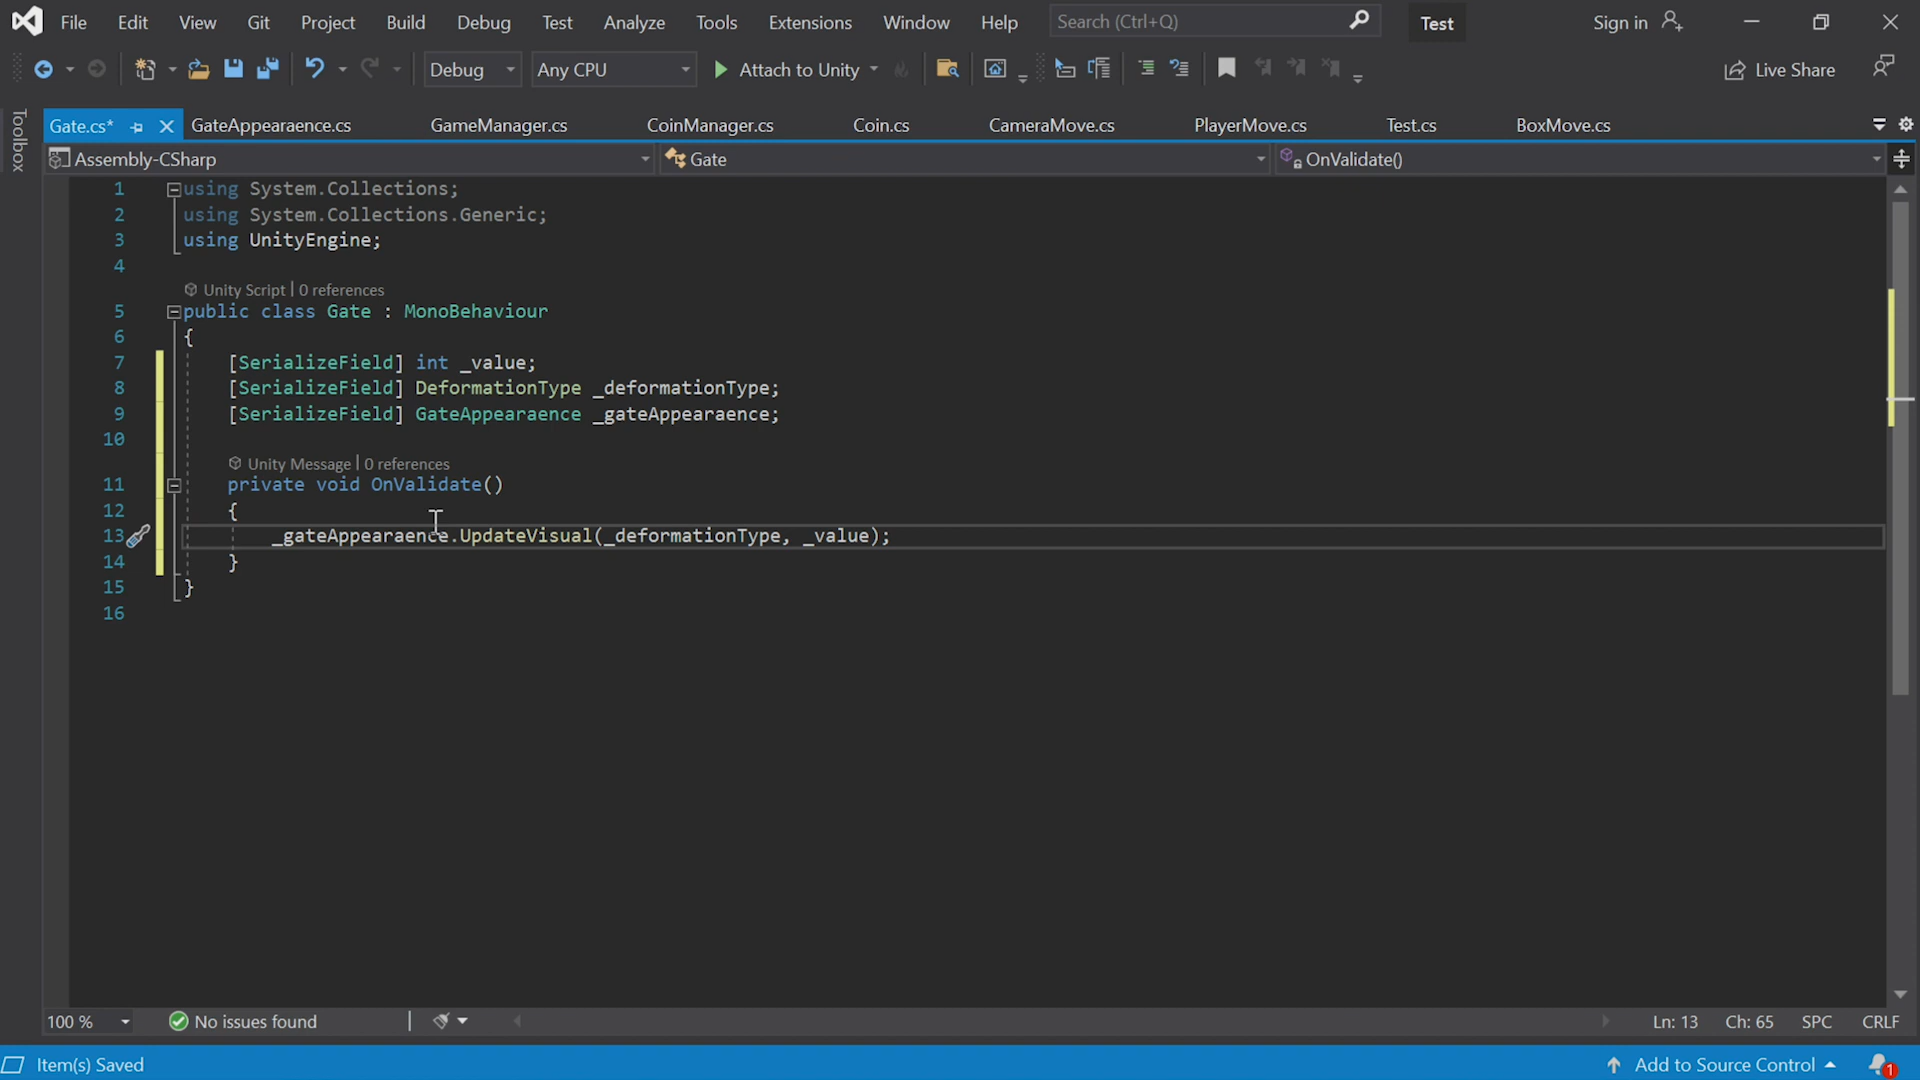 File Edit View Git Project Build Debug Test Analyze Tools Extensions Window Help Search (Ctrl+Q) Test Sign in
Debug Any CPU Attach to Unity Live Share
Toolbox
Gate.cs* GateAppearaence.cs GameManager.cs CoinManager.cs Coin.cs CameraMove.cs PlayerMove.cs Test.cs BoxMove.cs
Assembly-CSharp Gate OnValidate()
1 using System.Collections;
2 using System.Collections.Generic;
3 using UnityEngine;
4
Unity Script | 0 references
5 public class Gate : MonoBehaviour
6 {
7 [SerializeField] int _value;
8 [SerializeField] DeformationType _deformationType;
9 [SerializeField] GateAppearaence _gateAppearaence;
10
Unity Message | 0 references
11 private void OnValidate()
12 {
13 _gateAppearaence.UpdateVisual(_deformationType, _value);
14 }
15 }
16
100 % No issues found Ln: 13 Ch: 65 SPC CRLF
Item(s) Saved Add to Source Control 1